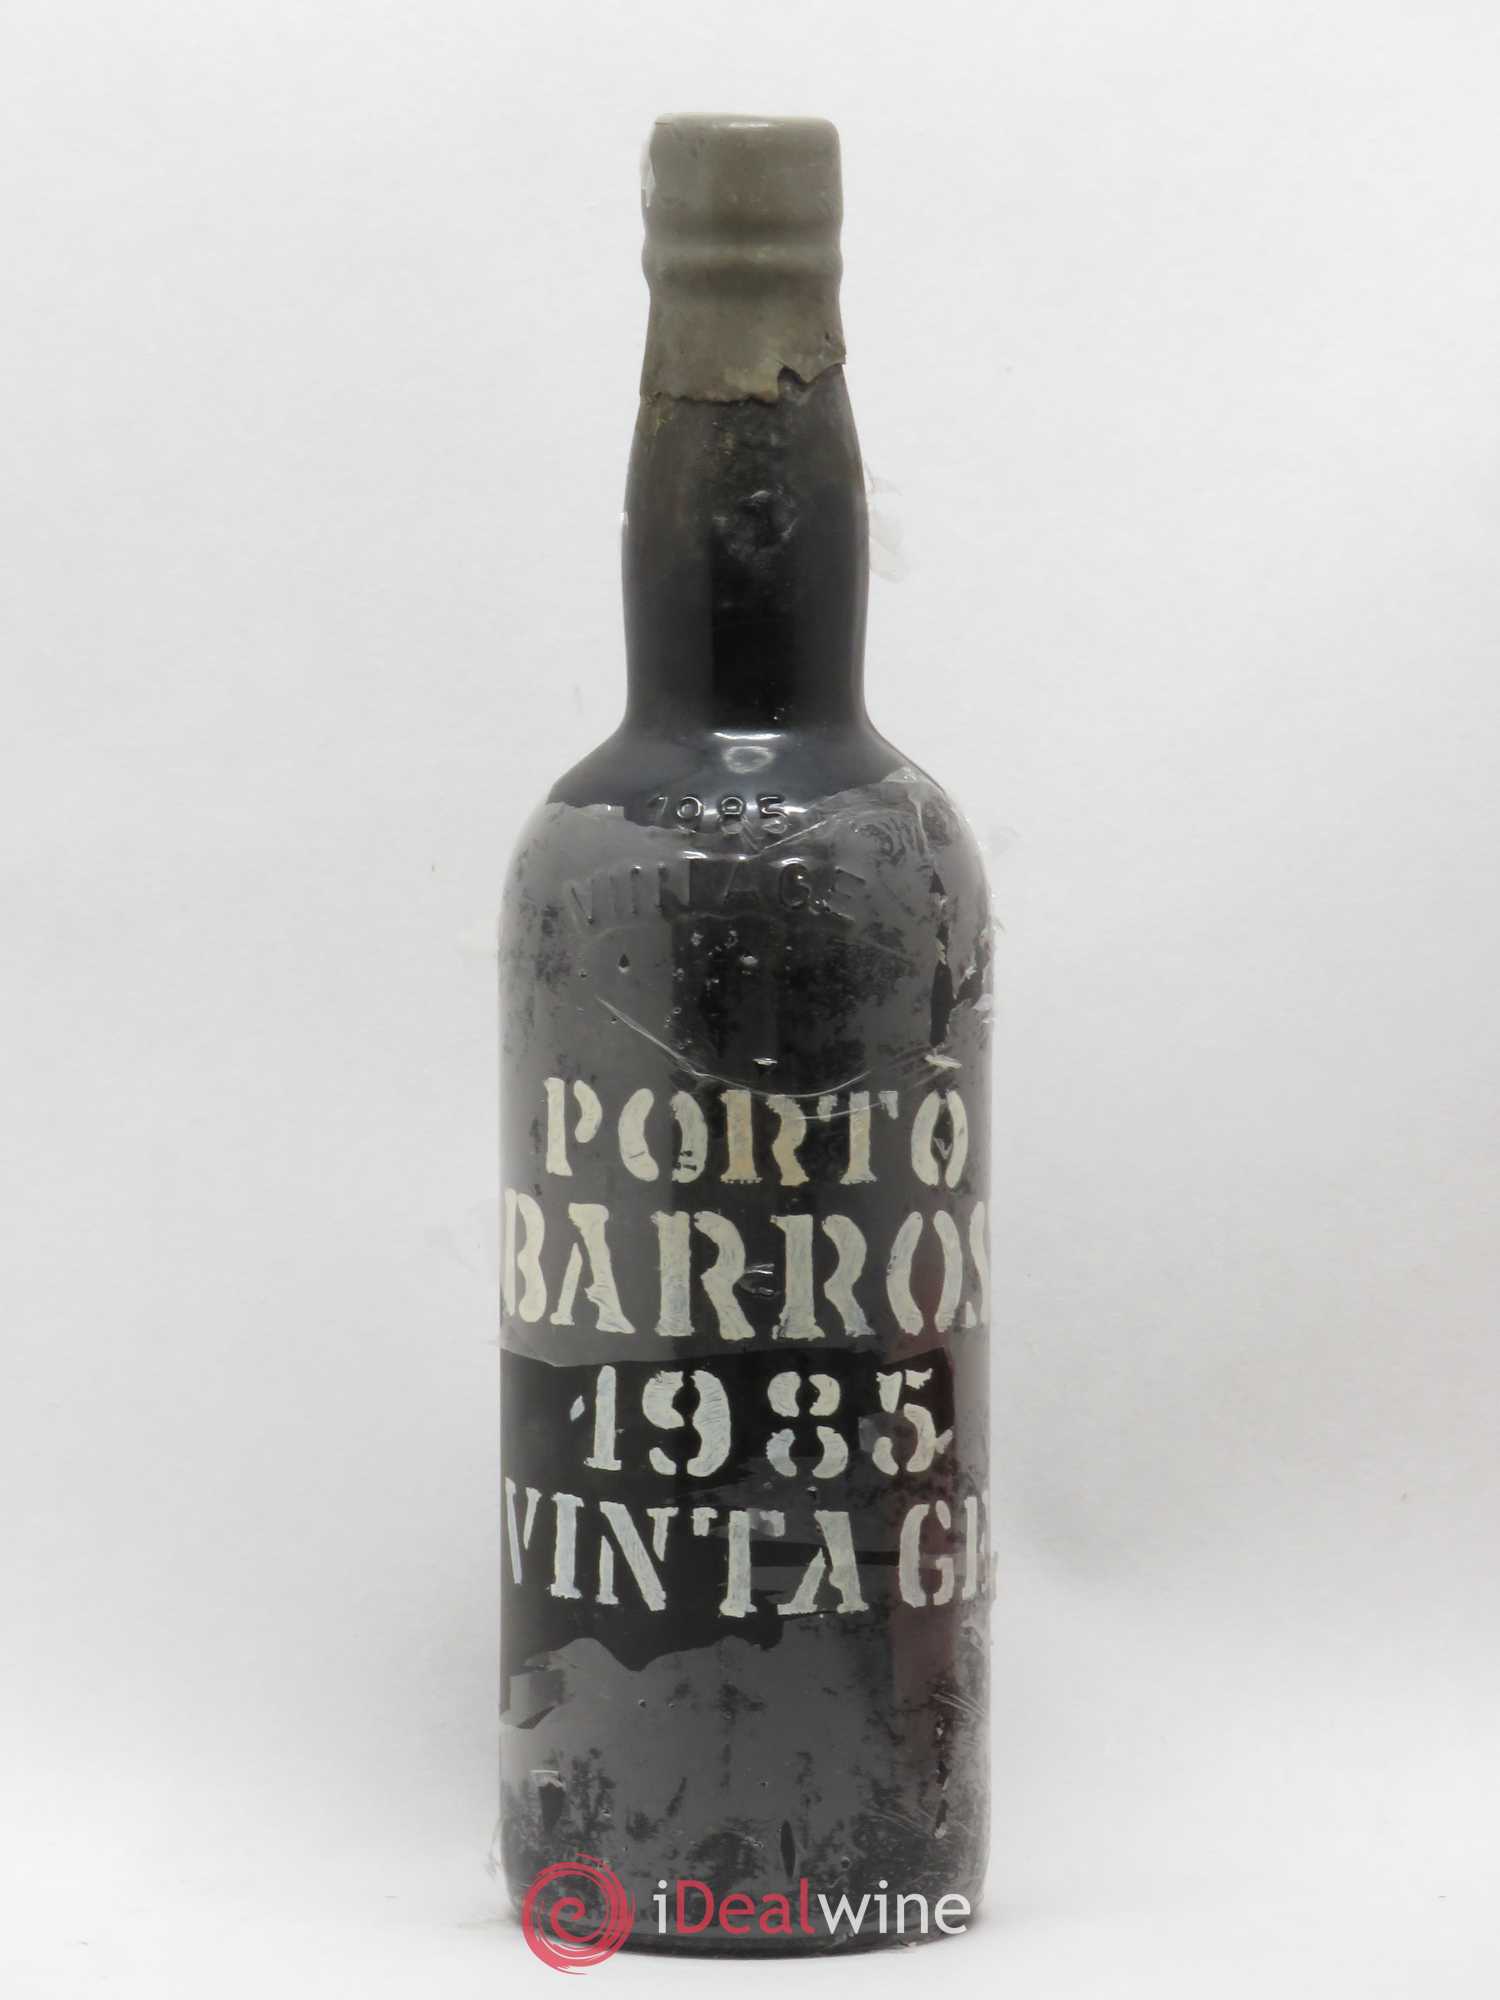 1985
VINTAGE
PORTO
BARROS
1985
VINTAGE
iDealwine